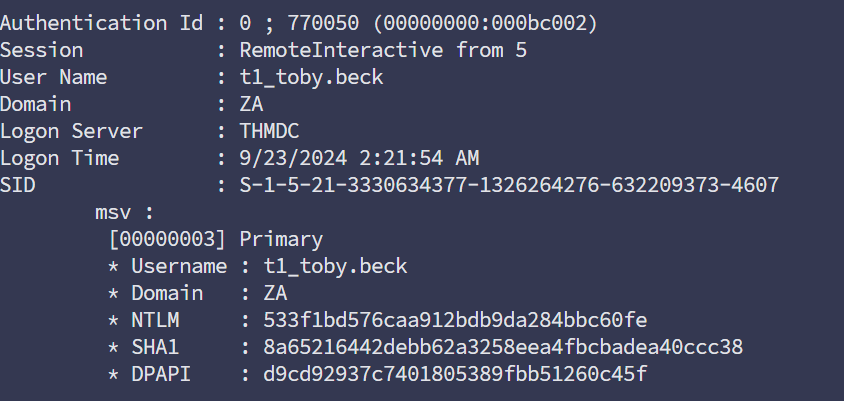 Authentication Id : 0 ; 770050 (00000000:000bc002)
Session           : RemoteInteractive from 5
User Name         : t1_toby.beck
Domain            : ZA
Logon Server      : THMDC
Logon Time        : 9/23/2024 2:21:54 AM
SID               : S-1-5-21-3330634377-1326264276-632209373-4607
        msv :
         [00000003] Primary
         * Username : t1_toby.beck
         * Domain   : ZA
         * NTLM     : 533f1bd576caa912bdb9da284bbc60fe
         * SHA1     : 8a65216442debb62a3258eea4fbcbadea40ccc38
         * DPAPI    : d9cd92937c7401805389fbb51260c45f